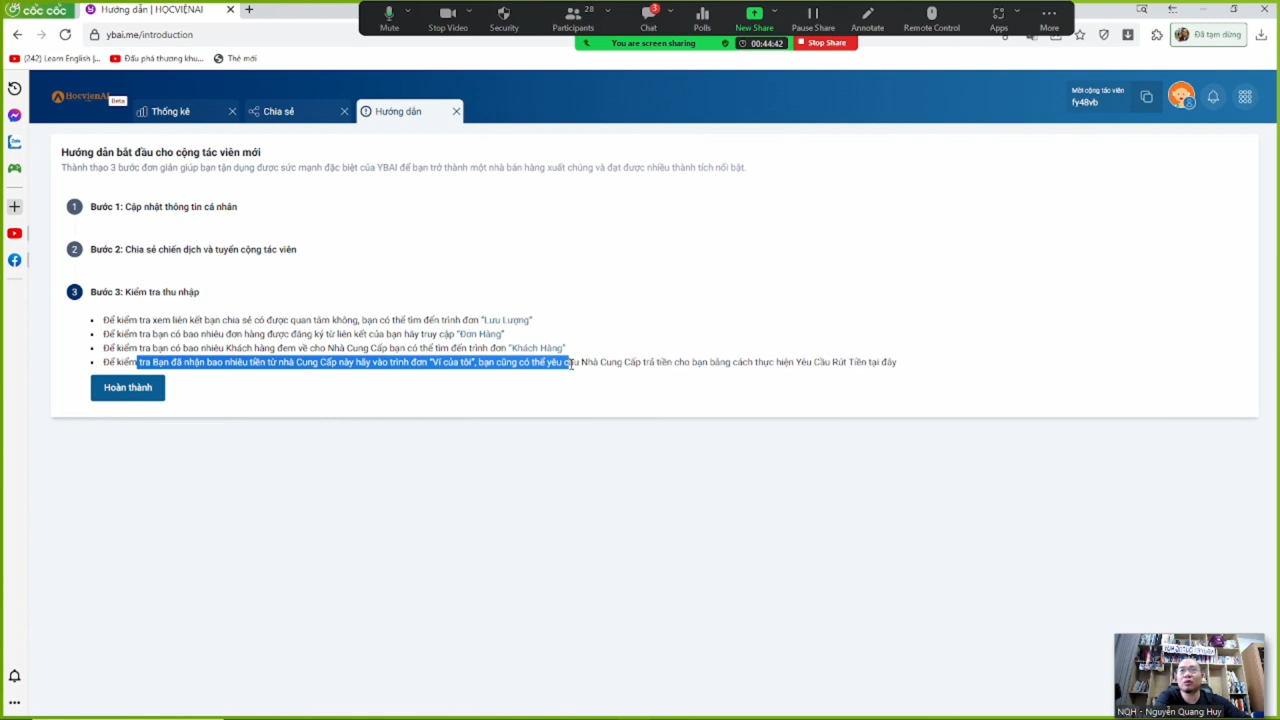 cốc cốc
Hướng dẫn | HỌCVIỆNAI
Mute
Stop Video
Security
Participants
28
Chat
3
Polls
New Share
Pause Share
Annotate
Remote Control
Apps
More
You are screen sharing
00:44:42
Stop Share
ybai.me/introduction
Đã tạm dừng
(242) Learn English |...
Đấu phá thương khu...
Thẻ mới
HocvienAI
Beta
Thống kê
Chia sẻ
Hướng dẫn
Mời cộng tác viên
fy48vb
Zalo
Hướng dẫn bắt đầu cho cộng tác viên mới
Thành thạo 3 bước đơn giản giúp bạn tận dụng được sức mạnh đặc biệt của YBAI để bạn trở thành một nhà bán hàng xuất chúng và đạt được nhiều thành tích nổi bật.
1 Bước 1: Cập nhật thông tin cá nhân
2 Bước 2: Chia sẻ chiến dịch và tuyển cộng tác viên
3 Bước 3: Kiểm tra thu nhập
• Để kiểm tra xem liên kết bạn chia sẻ có được quan tâm không, bạn có thể tìm đến trình đơn "Lưu Lượng"
• Để kiểm tra bạn có bao nhiêu đơn hàng được đăng ký từ liên kết của bạn hãy truy cập "Đơn Hàng"
• Để kiểm tra bạn có bao nhiêu Khách hàng đem về cho Nhà Cung Cấp bạn có thể tìm đến trình đơn "Khách Hàng"
• Để kiểm tra Bạn đã nhận bao nhiêu tiền từ nhà Cung Cấp này hãy vào trình đơn "Ví của tôi", bạn cũng có thể yêu cầu Nhà Cung Cấp trả tiền cho bạn bằng cách thực hiện Yêu Cầu Rút Tiền tại đây
Hoàn thành
NQH - Nguyễn Quang Huy